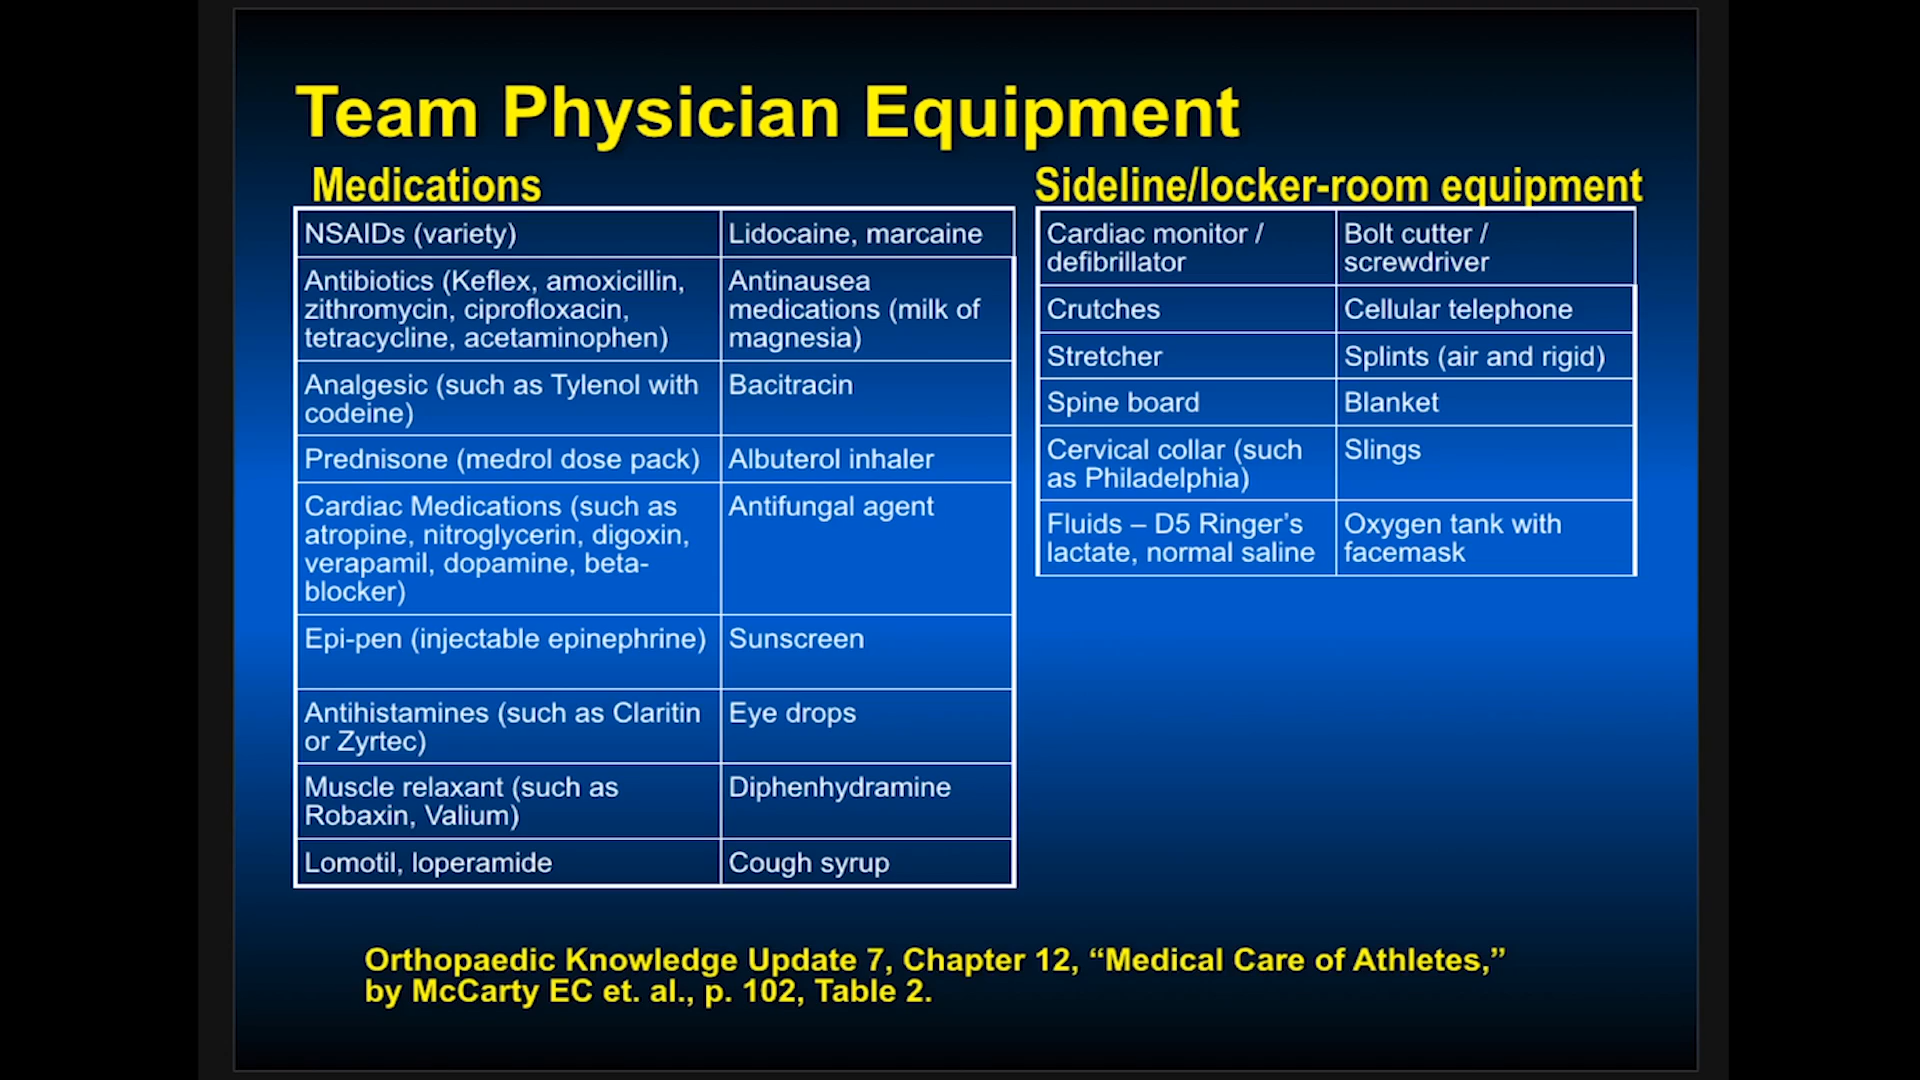 Team Physician Equipment
Medications
NSAIDs (variety)
Lidocaine, marcaine
Antibiotics (Keflex, amoxicillin,
zithromycin, ciprofloxacin,
tetracycline, acetaminophen)
Antinausea
medications (milk of
magnesia)
Analgesic (such as Tylenol with
codeine)
Bacitracin
Prednisone (medrol dose pack)
Albuterol inhaler
Cardiac Medications (such as
atropine, nitroglycerin, digoxin,
verapamil, dopamine, beta-
blocker)
Antifungal agent
Epi-pen (injectable epinephrine)
Sunscreen
Antihistamines (such as Claritin
or Zyrtec)
Eye drops
Muscle relaxant (such as
Robaxin, Valium)
Diphenhydramine
Lomotil, loperamide
Cough syrup
Sideline/locker-room equipment
Cardiac monitor /
defibrillator
Bolt cutter /
screwdriver
Crutches
Cellular telephone
Stretcher
Splints (air and rigid)
Spine board
Blanket
Cervical collar (such
as Philadelphia)
Slings
Fluids – D5 Ringer’s
lactate, normal saline
Oxygen tank with
facemask
Orthopaedic Knowledge Update 7, Chapter 12, “Medical Care of Athletes,”
by McCarty EC et. al., p. 102, Table 2.